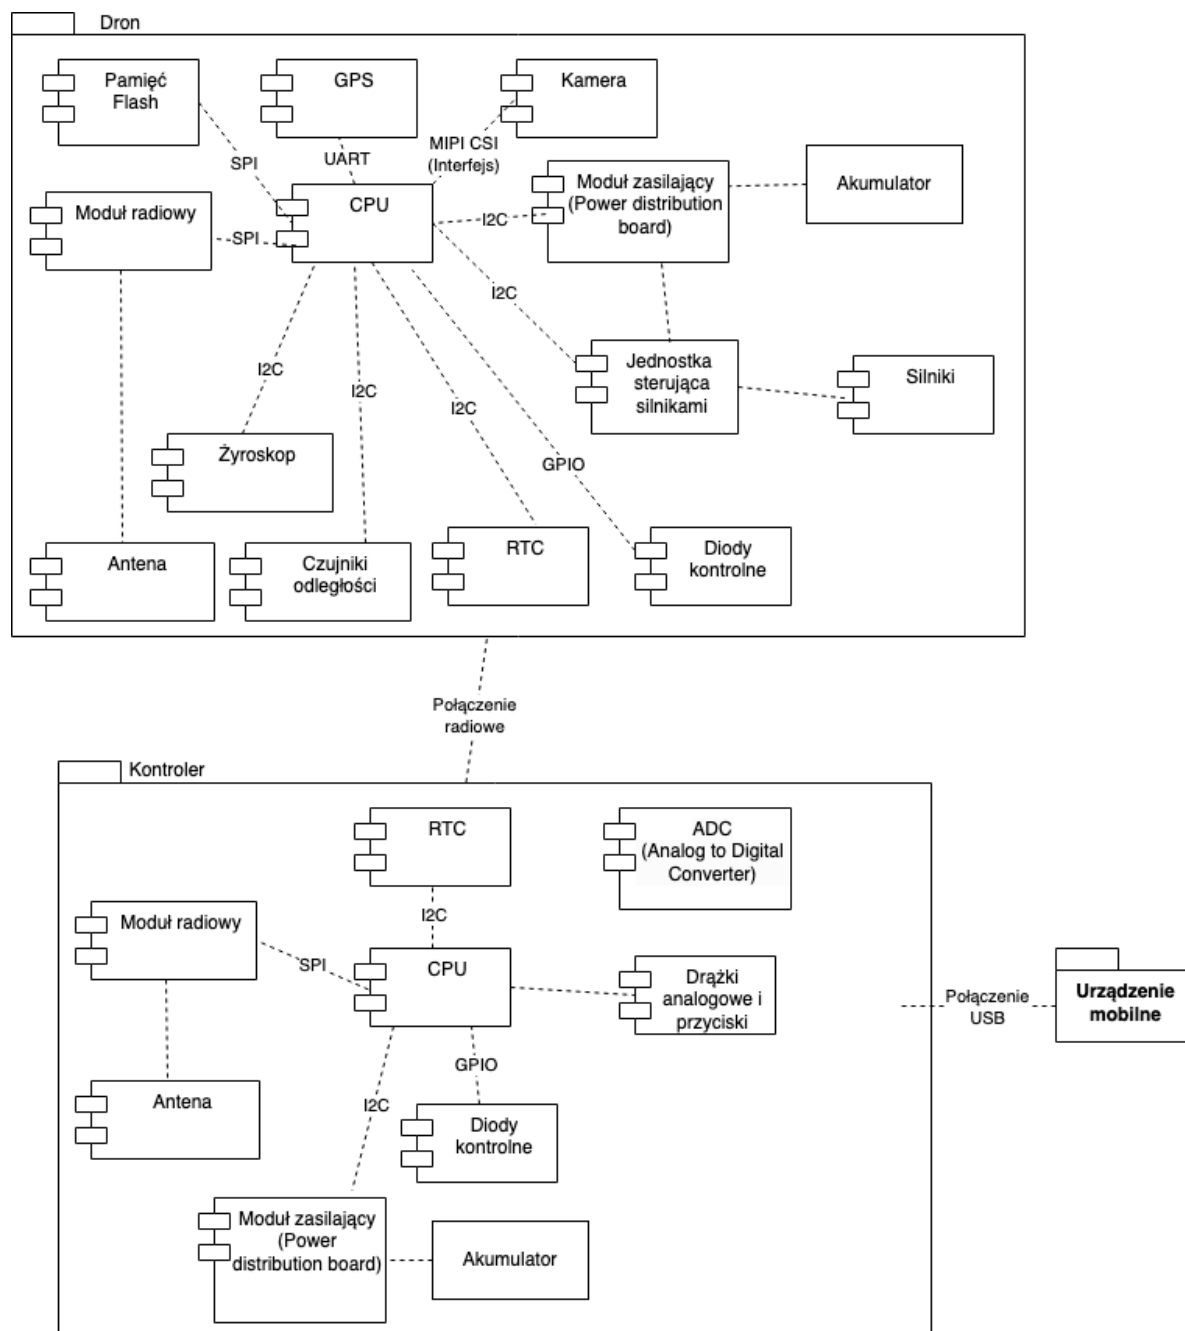 Dron
Pamięć
Flash
GPS
Kamera
SPI
UART
MIPI CSI
(Interfejs)
Moduł radiowy
SPI
CPU
I2C
Moduł zasilający
(Power distribution
board)
Akumulator
I2C
Jednostka
sterująca
silnikami
Silniki
I2C
I2C
I2C
GPIO
Żyroskop
Antena
Czujniki
odległości
RTC
Diody
kontrolne
Połączenie
radiowe
Kontroler
RTC
ADC
(Analog to Digital
Converter)
I2C
Moduł radiowy
SPI
CPU
Drążki
analogowe i
przyciski
Połączenie
USB
Urządzenie
mobilne
GPIO
I2C
Antena
Diody
kontrolne
Moduł zasilający
(Power
distribution board)
Akumulator